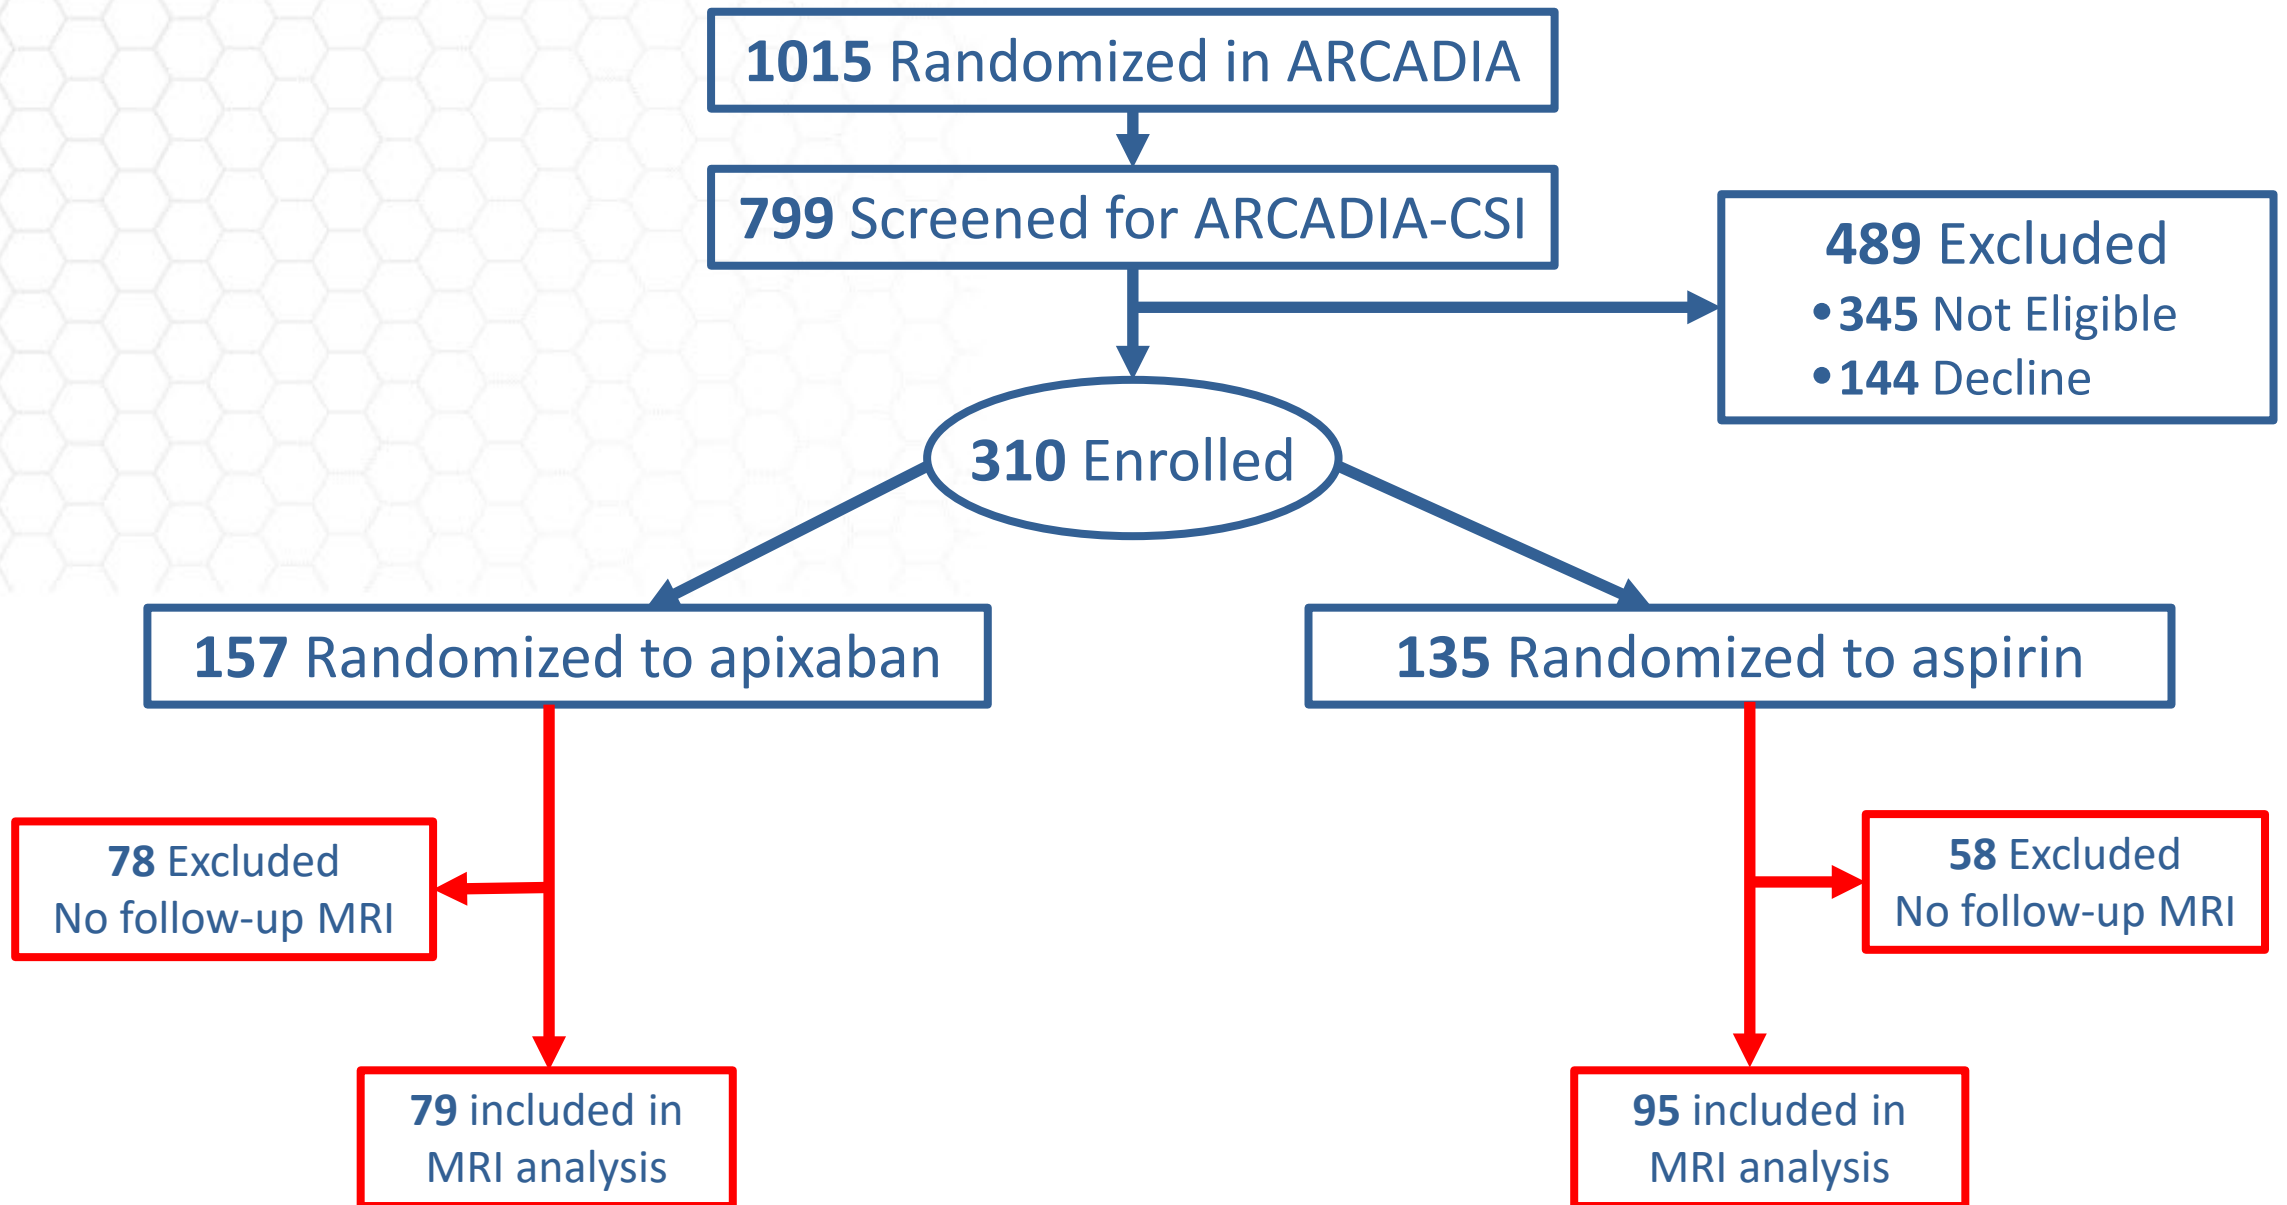 1015 Randomized in ARCADIA
799 Screened for ARCADIA-CSI
489 Excluded
•345 Not Eligible
•144 Decline
310 Enrolled
157 Randomized to apixaban
135 Randomized to aspirin
78 Excluded
No follow-up MRI
58 Excluded
No follow-up MRI
79 included in
MRI analysis
95 included in
MRI analysis